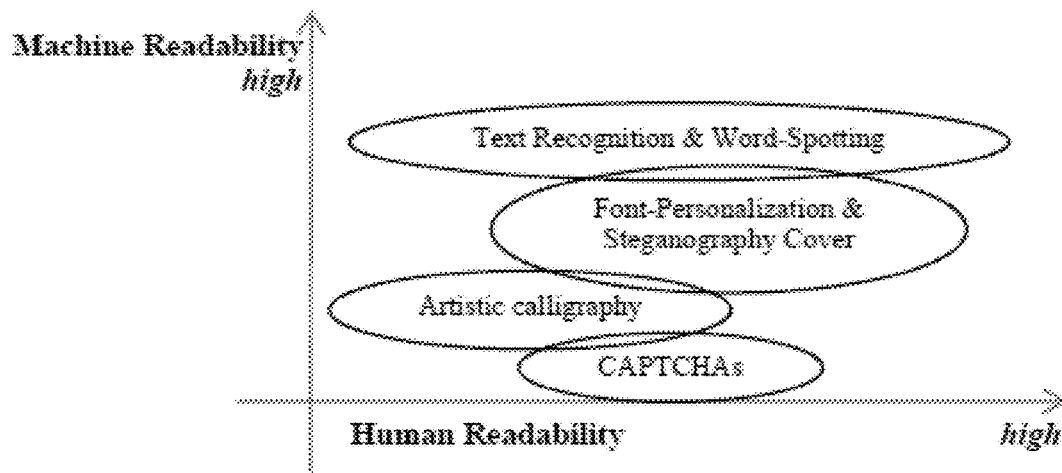 Machine Readability
high
Text Recognition & Word-Spotting
Font-Personalization &
Steganography Cover
Artistic calligraphy
CAPTCHAs
Human Readability
high